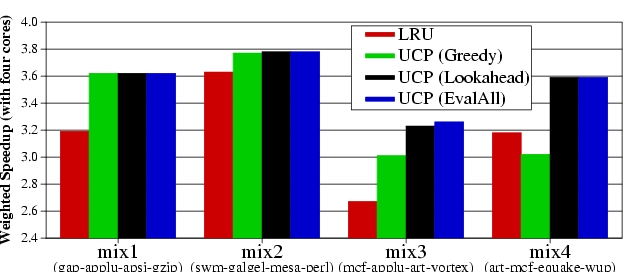 Weighted Speedup (with four cores)
4.0
3.8
3.6
3.4
3.2
3.0
2.8
2.6
2.4
LRU
UCP (Greedy)
UCP (Lookahead)
UCP (EvalAll)
mix1
(gap-applu-apsi-gzip)
mix2
(swm-galgel-mesa-perl)
mix3
(mcf-applu-art-vortex)
mix4
(art-mcf-equake-wup)